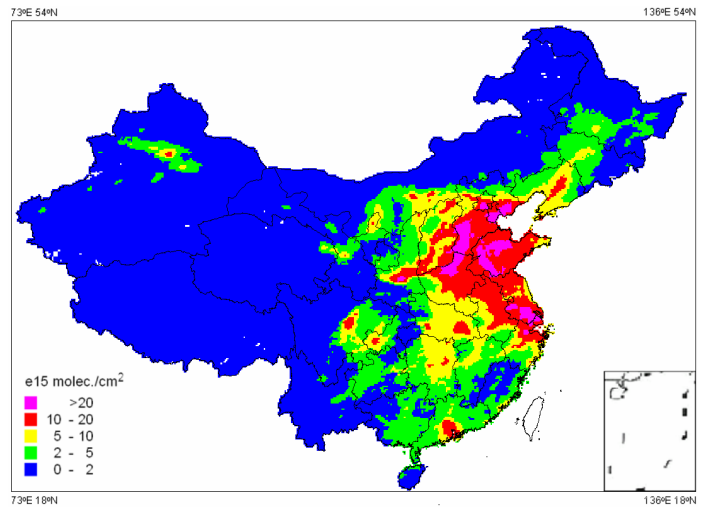 73ºE 54ºN
136ºE 54ºN
e15 molec./cm²
>20
10 - 20
5 - 10
2 - 5
0 - 2
73ºE 18ºN
136ºE 18ºN